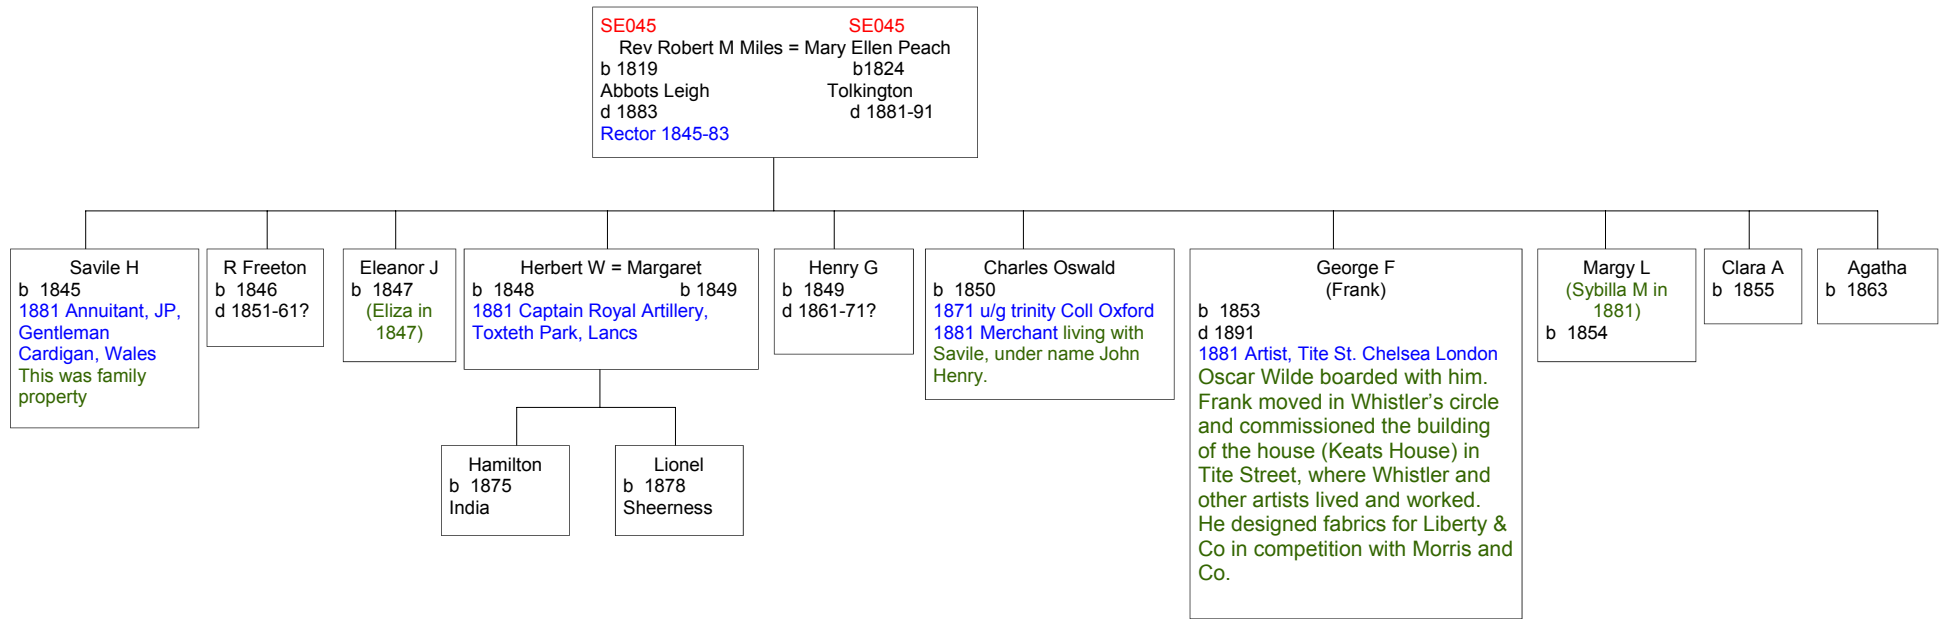 SE045 SE045
Rev Robert M Miles = Mary Ellen Peach
b 1819 b1824
Abbots Leigh Tolkington
d 1883 d 1881-91
Rector 1845-83
Savile H
b 1845
1881 Annuitant, JP,
Gentleman
Cardigan, Wales
This was family
property
R Freeton
b 1846
d 1851-61?
Eleanor J
b 1847
(Eliza in
1847)
Herbert W = Margaret
b 1848 b 1849
1881 Captain Royal Artillery,
Toxteth Park, Lancs
Henry G
b 1849
d 1861-71?
Charles Oswald
b 1850
1871 u/g trinity Coll Oxford
1881 Merchant living with
Savile, under name John
Henry.
George F
(Frank)
b 1853
d 1891
1881 Artist, Tite St. Chelsea London
Oscar Wilde boarded with him.
Frank moved in Whistler's circle
and commissioned the building
of the house (Keats House) in
Tite Street, where Whistler and
other artists lived and worked.
He designed fabrics for Liberty &
Co in competition with Morris and
Co.
Margy L
(Sybilla M in
1881)
b 1854
Clara A
b 1855
Agatha
b 1863
Hamilton
b 1875
India
Lionel
b 1878
Sheerness